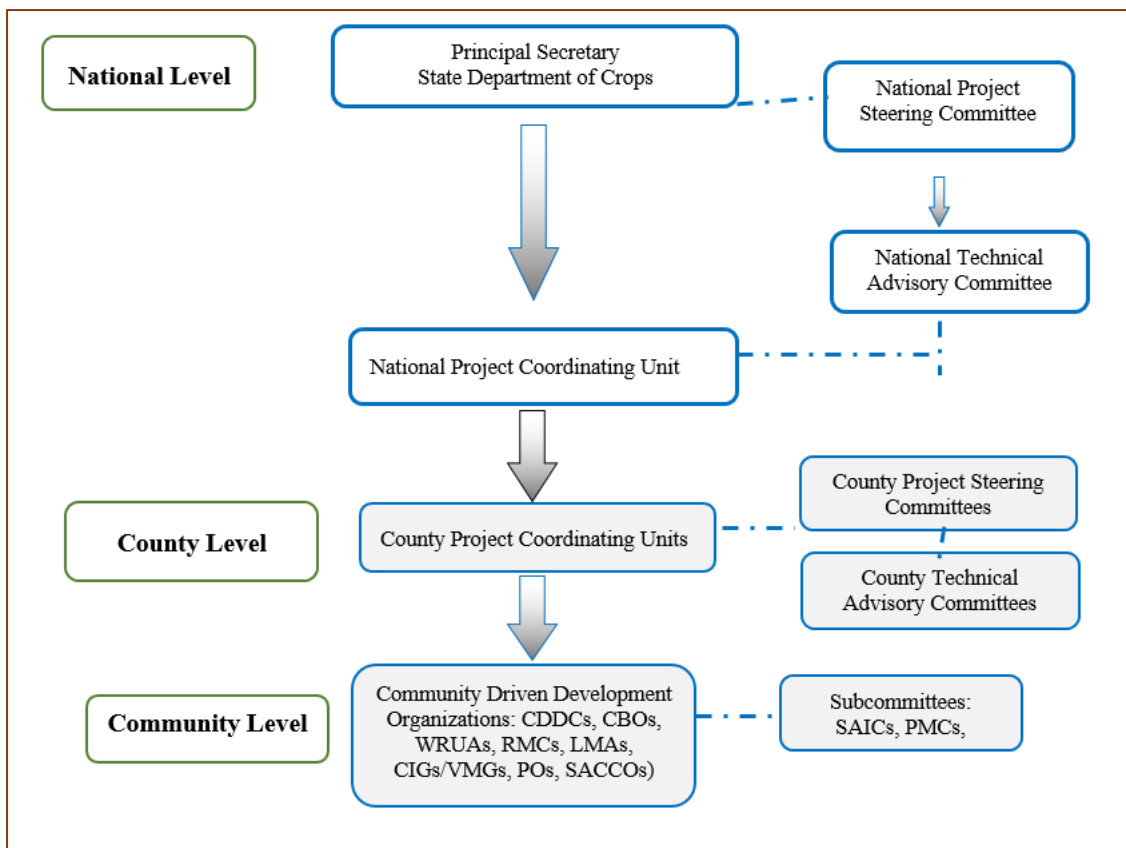 National Level
Principal Secretary
State Department of Crops
National Project
Steering Committee
National Technical
Advisory Committee
National Project Coordinating Unit
County Level
County Project Coordinating Units
County Project Steering
Committees
County Technical
Advisory Committees
Community Level
Community Driven Development
Organizations: CDDCs, CBOs,
WRUAs, RMCs, LMAs,
CIGs/VMGs, POs, SACCOs)
Subcommittees:
SAICs, PMCs,